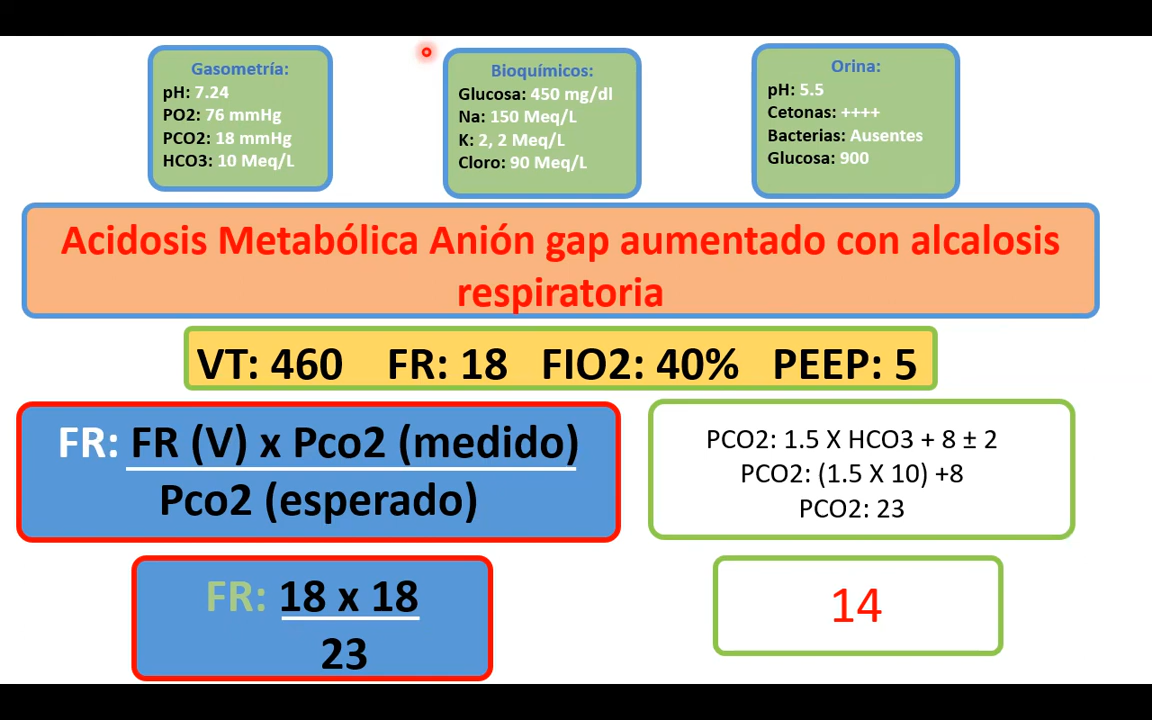 Gasometría:
pH: 7.24
PO2: 76 mmHg
PCO2: 18 mmHg
HCO3: 10 Meq/L
Bioquímicos:
Glucosa: 450 mg/dl
Na: 150 Meq/L
K: 2, 2 Meq/L
Cloro: 90 Meq/L
Orina:
pH: 5.5
Cetonas: ++++
Bacterias: Ausentes
Glucosa: 900
Acidosis Metabólica Anión gap aumentado con alcalosis
respiratoria
VT: 460 FR: 18 FIO2: 40% PEEP: 5
FR: FR (V) x Pco2 (medido)
Pco2 (esperado)
PCO2: 1.5 X HCO3 + 8 ± 2
PCO2: (1.5 X 10) +8
PCO2: 23
FR: 18 x 18
23
14